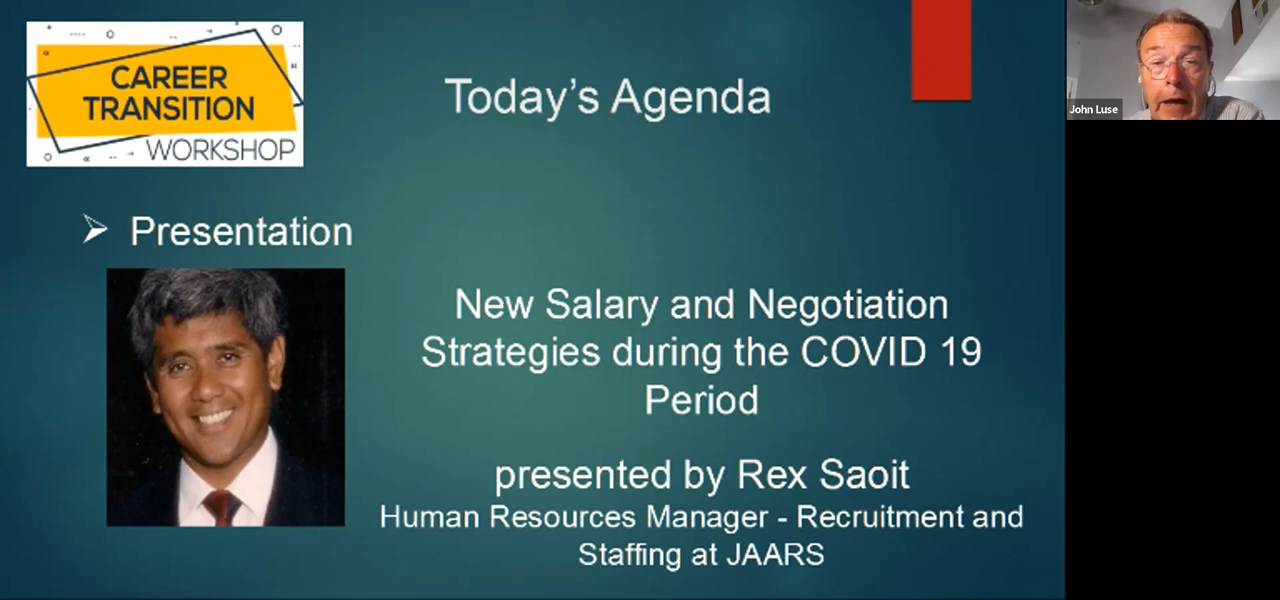 CAREER
TRANSITION
WORKSHOP
Today's Agenda
John Luse
➢ Presentation
New Salary and Negotiation
Strategies during the COVID 19
Period
presented by Rex Saoit
Human Resources Manager - Recruitment and
Staffing at JAARS